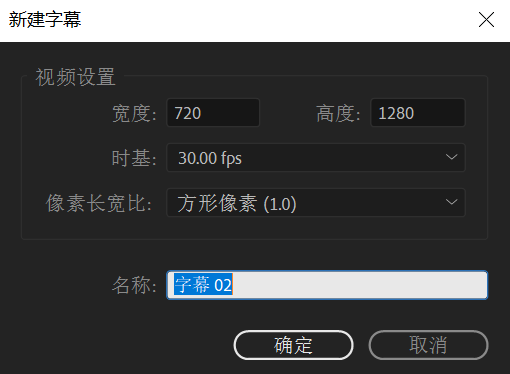 新建字幕
视频设置
宽度: 720 高度: 1280
时基: 30.00 fps
像素长宽比: 方形像素 (1.0)
名称: 字幕 02
确定 取消